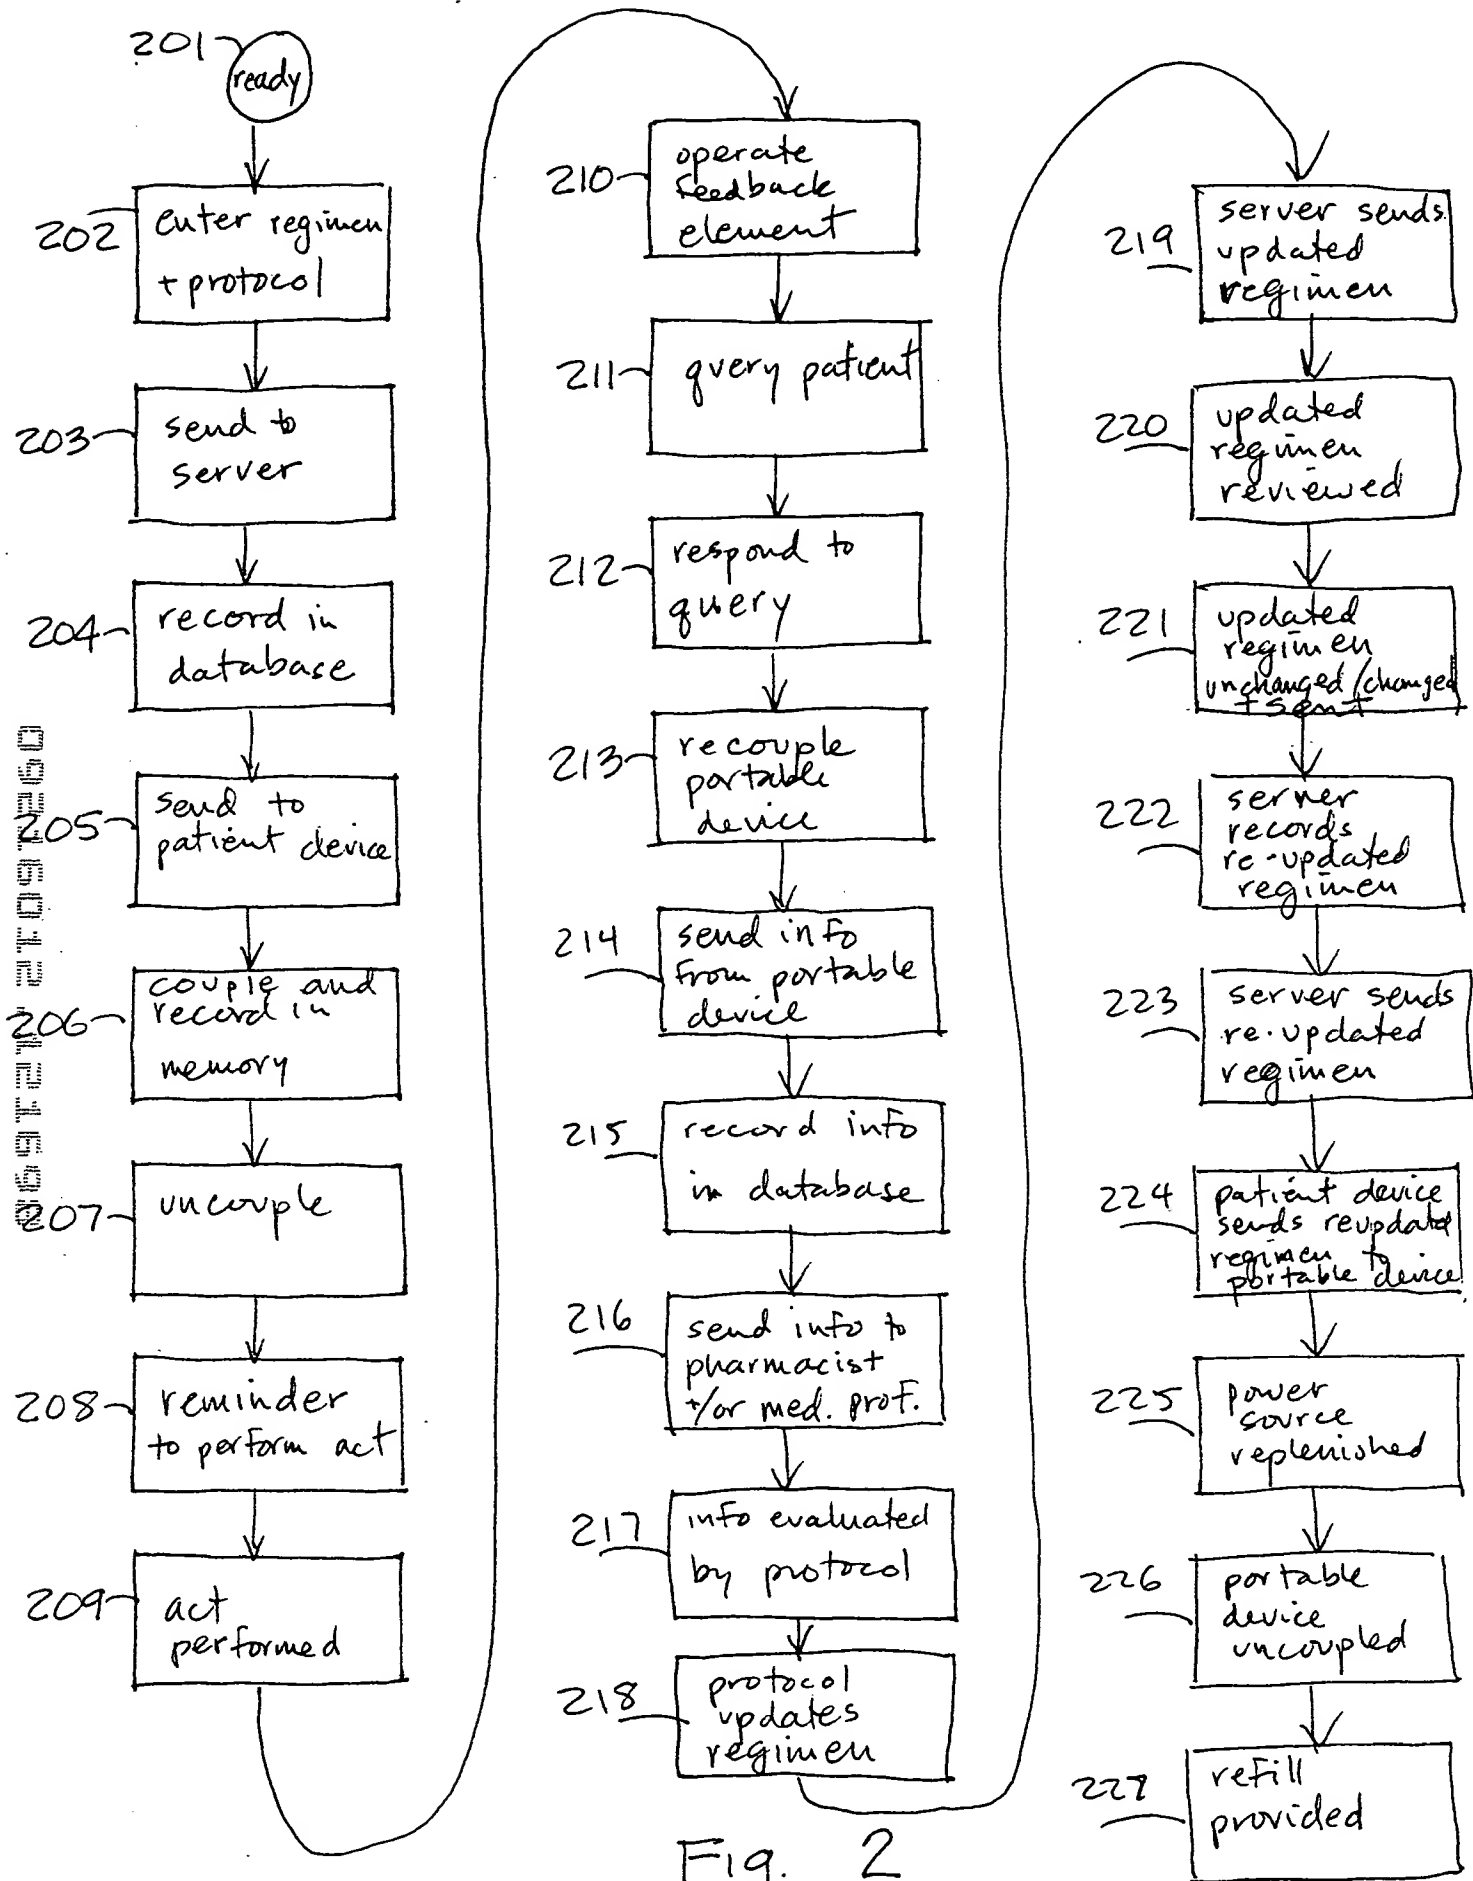 201
ready
202
enter regimen
+ protocol
203
send to
server
204
record in
database
205
send to
patient device
206
couple and
record in
memory
207
uncouple
208
reminder
to perform act
209
act
performed
210
operate
feedback
element
211
query patient
212
respond to
query
213
recouple
portable
device
214
send info
from portable
device
215
record info
in database
216
send info to
pharmacist
+/or med. prof.
217
info evaluated
by protocol
218
protocol
updates
regimen
219
server sends
updated
regimen
220
updated
regimen
reviewed
221
updated
regimen
unchanged/changed
+ sent
222
server
records
re-updated
regimen
223
server sends
re-updated
regimen
224
patient device
sends reupdated
regimen to
portable device
225
power
source
replenished
226
portable
device
uncoupled
227
refill
provided
Fig. 2